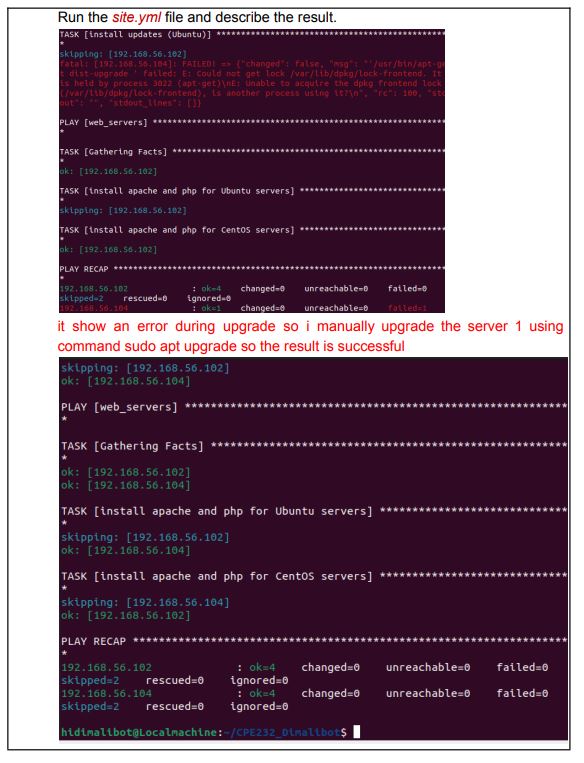 Run the site.yml file and describe the result.
TASK [install updates (Ubuntu)] ********************************************
*
skipping: [192.168.56.102]
fatal: [192.168.56.104]: FAILED! => {"changed": false, "msg": "'/usr/bin/apt-ge
t dist-upgrade ' failed: E: Could not get lock /var/lib/dpkg/lock-frontend. It
is held by process 3022 (apt-get)\nE: Unable to acquire the dpkg frontend lock
(/var/lib/dpkg/lock-frontend), is another process using it?\n", "rc": 100, "std
out": "", "stdout_lines": []}
PLAY [web_servers] *********************************************************
*
TASK [Gathering Facts] *****************************************************
*
ok: [192.168.56.102]
TASK [install apache and php for Ubuntu servers] ***************************
*
skipping: [192.168.56.102]
TASK [install apache and php for CentOS servers] ***************************
*
ok: [192.168.56.102]
PLAY RECAP *****************************************************************
*
192.168.56.102 : ok=4 changed=0 unreachable=0 failed=0
skipped=2 rescued=0 ignored=0
192.168.56.104 : ok=1 changed=0 unreachable=0 failed=1
it show an error during upgrade so i manually upgrade the server 1 using
command sudo apt upgrade so the result is successful
skipping: [192.168.56.102]
ok: [192.168.56.104]
PLAY [web_servers] *********************************************
*
TASK [Gathering Facts] *****************************************
*
ok: [192.168.56.102]
ok: [192.168.56.104]
TASK [install apache and php for Ubuntu servers] ***********************
*
skipping: [192.168.56.102]
ok: [192.168.56.104]
TASK [install apache and php for CentOS servers] ***********************
*
skipping: [192.168.56.104]
ok: [192.168.56.102]
PLAY RECAP *****************************************************
*
192.168.56.102 : ok=4 changed=0 unreachable=0 failed=0
skipped=2 rescued=0 ignored=0
192.168.56.104 : ok=4 changed=0 unreachable=0 failed=0
skipped=2 rescued=0 ignored=0
hidimalibot@Localmachine:~/CPE232_Dimalibot$